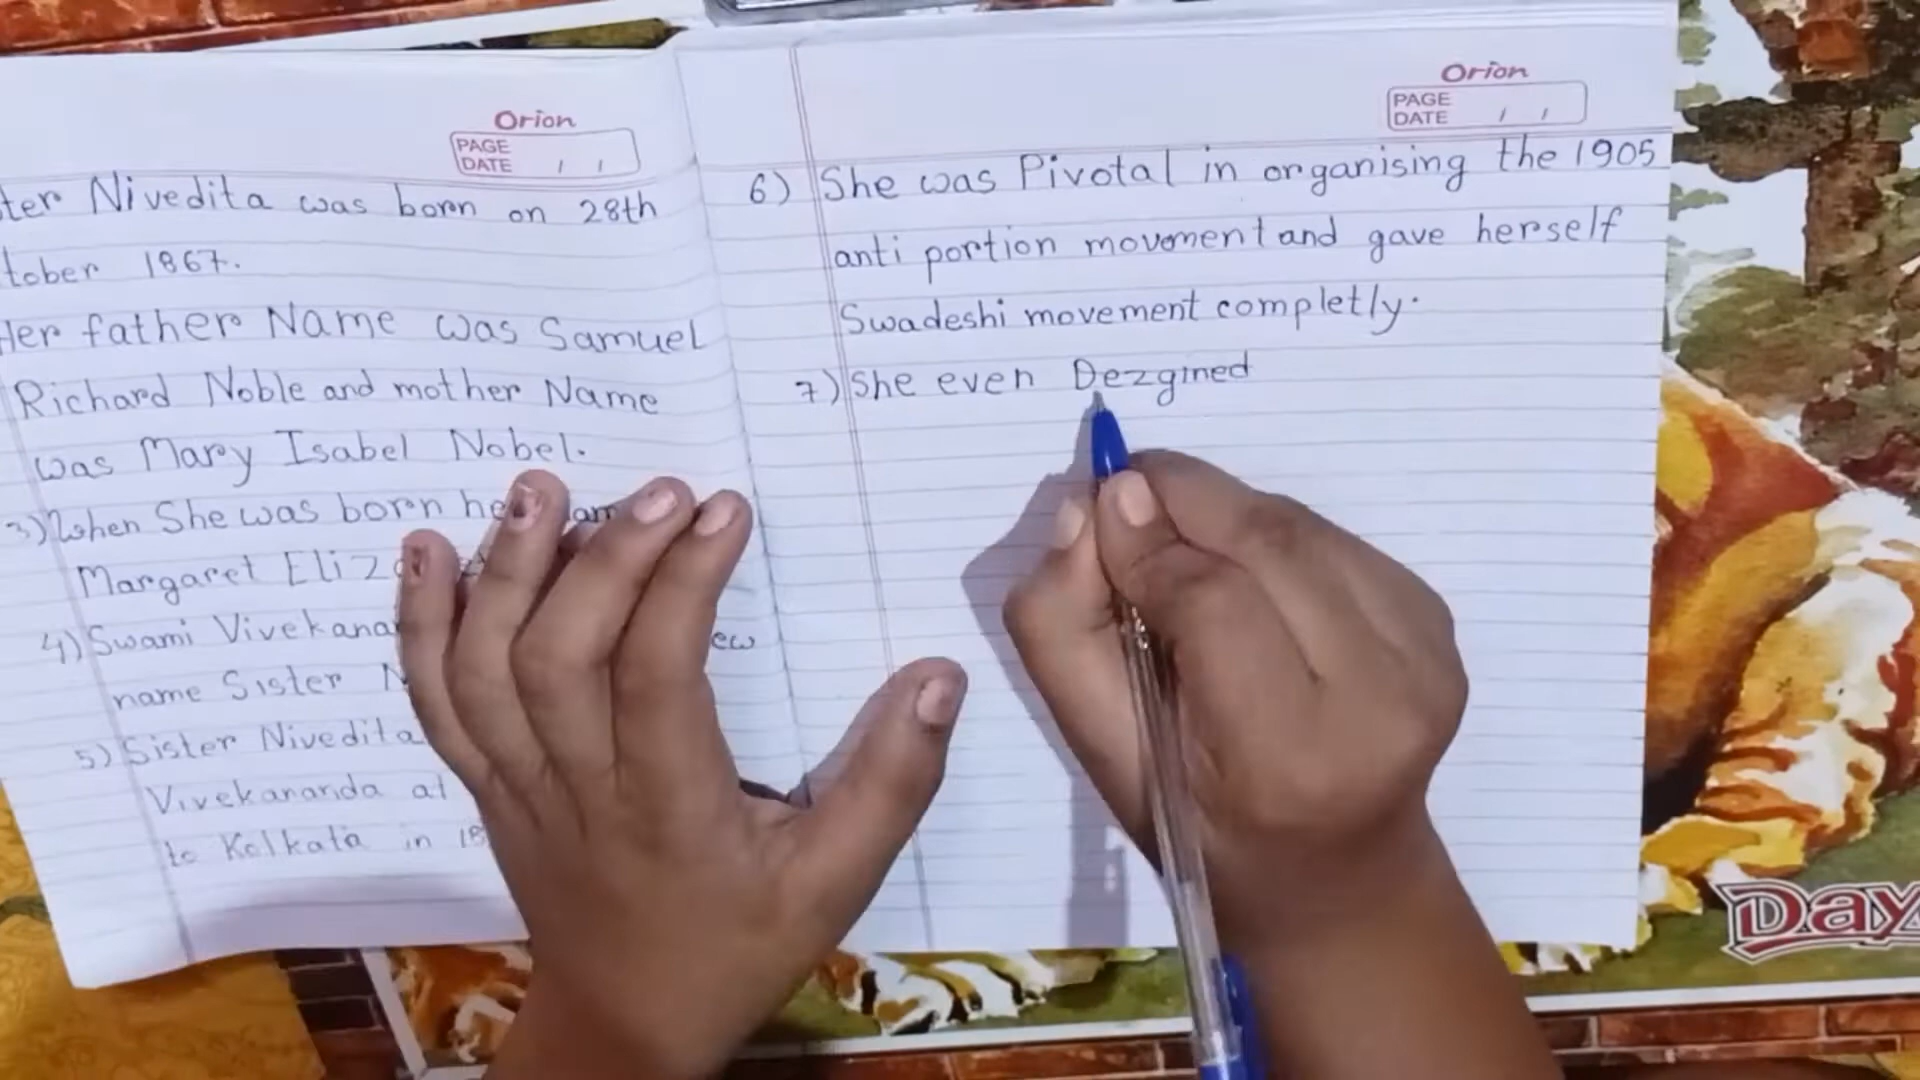 Orion
PAGE
DATE / /
ter Nivedita was born on 28th
tober 1867.
Her father Name was Samuel
Richard Noble and mother Name
was Mary Isabel Nobel.
3) When She was born he
Margaret Eliz
4) Swami Vivekana ew
name Sister N
5) Sister Nivedita
Vivekananda at
to Kolkata in 18
Orion
PAGE
DATE / /
6) She was Pivotal in organising the 1905
anti portion movement and gave herself
Swadeshi movement completly.
7) She even Dezgined
Day